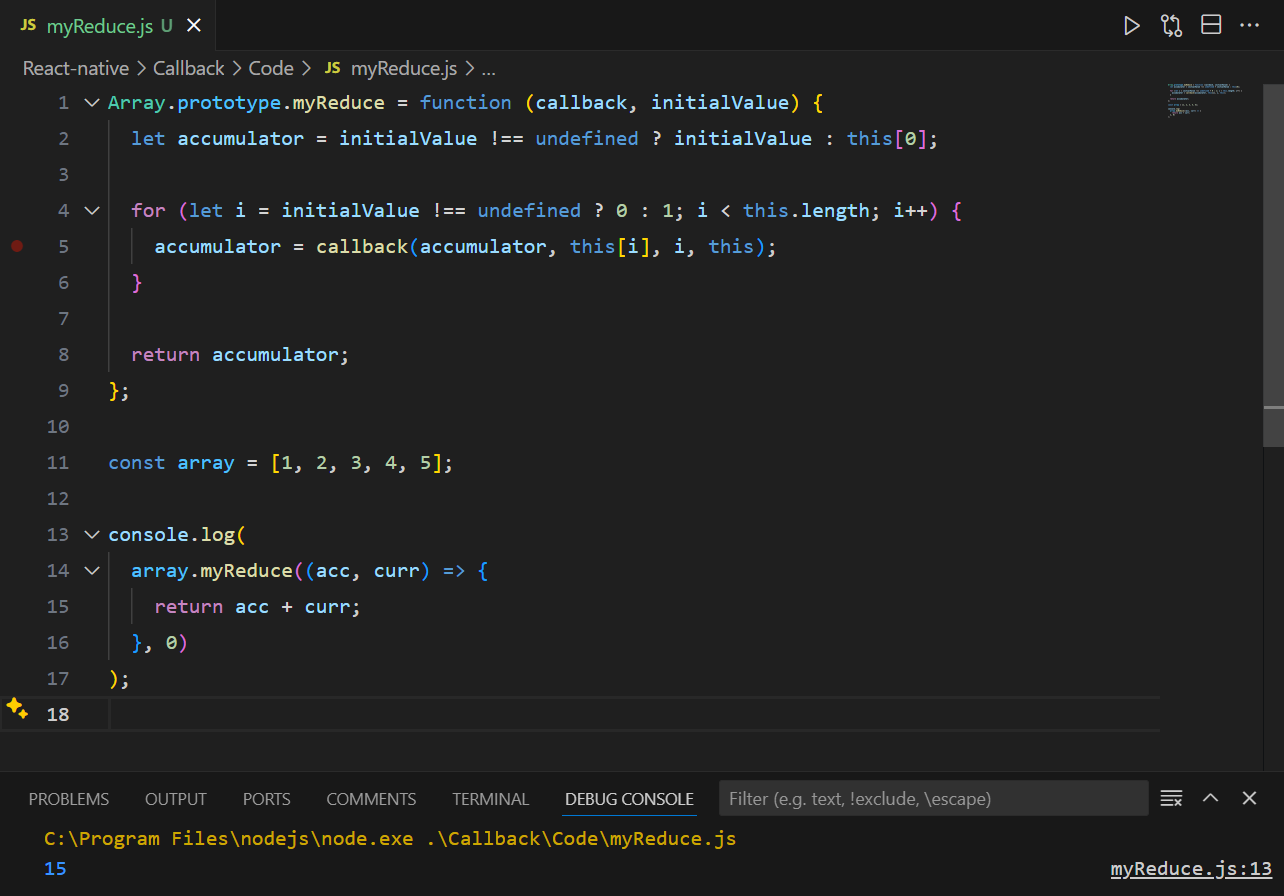 JS myReduce.js U
React-native > Callback > Code > JS myReduce.js > ...
1 Array.prototype.myReduce = function (callback, initialValue) {
2   let accumulator = initialValue !== undefined ? initialValue : this[0];
3
4   for (let i = initialValue !== undefined ? 0 : 1; i < this.length; i++) {
5     accumulator = callback(accumulator, this[i], i, this);
6   }
7
8   return accumulator;
9 };
10
11 const array = [1, 2, 3, 4, 5];
12
13 console.log(
14   array.myReduce((acc, curr) => {
15     return acc + curr;
16   }, 0)
17 );
18
PROBLEMS OUTPUT PORTS COMMENTS TERMINAL DEBUG CONSOLE Filter (e.g. text, !exclude, \escape)
C:\Program Files\nodejs\node.exe .\Callback\Code\myReduce.js
15 myReduce.js:13